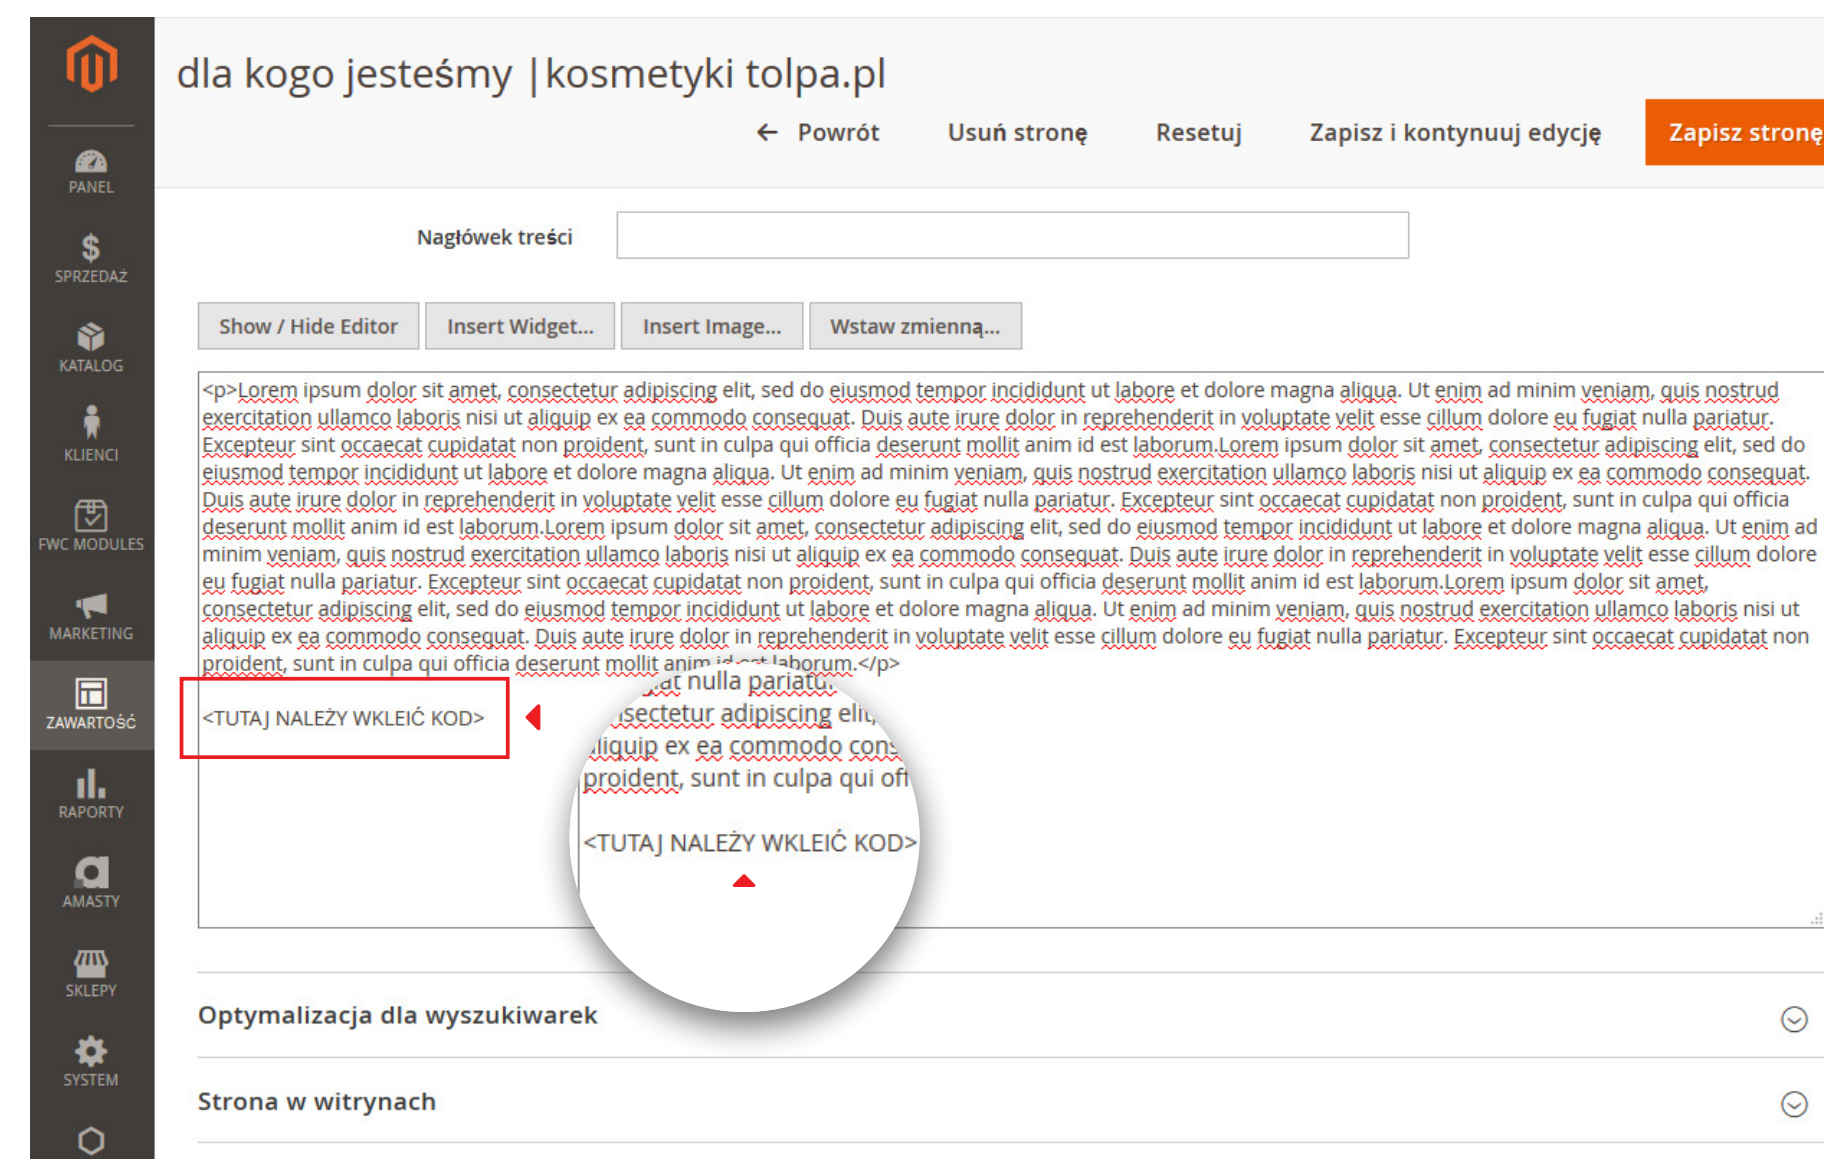 dla kogo jesteśmy |kosmetyki tolpa.pl
← Powrót
Usuń stronę
Resetuj
Zapisz i kontynuuj edycję
Zapisz stronę
PANEL
SPRZEDAŻ
KATALOG
KLIENCI
FWC MODULES
MARKETING
ZAWARTOŚĆ
RAPORTY
AMASTY
SKLEPY
SYSTEM
Nagłówek treści
Show / Hide Editor
Insert Widget...
Insert Image...
Wstaw zmienną...
<p>Lorem ipsum dolor sit amet, consectetur adipiscing elit, sed do eiusmod tempor incididunt ut labore et dolore magna aliqua. Ut enim ad minim veniam, quis nostrud
exercitation ullamco laboris nisi ut aliquip ex ea commodo consequat. Duis aute irure dolor in reprehenderit in voluptate velit esse cillum dolore eu fugiat nulla pariatur.
Excepteur sint occaecat cupidatat non proident, sunt in culpa qui officia deserunt mollit anim id est laborum.Lorem ipsum dolor sit amet, consectetur adipiscing elit, sed do
eiusmod tempor incididunt ut labore et dolore magna aliqua. Ut enim ad minim veniam, quis nostrud exercitation ullamco laboris nisi ut aliquip ex ea commodo consequat.
Duis aute irure dolor in reprehenderit in voluptate velit esse cillum dolore eu fugiat nulla pariatur. Excepteur sint occaecat cupidatat non proident, sunt in culpa qui officia
deserunt mollit anim id est laborum.Lorem ipsum dolor sit amet, consectetur adipiscing elit, sed do eiusmod tempor incididunt ut labore et dolore magna aliqua. Ut enim ad
minim veniam, quis nostrud exercitation ullamco laboris nisi ut aliquip ex ea commodo consequat. Duis aute irure dolor in reprehenderit in voluptate velit esse cillum dolore
eu fugiat nulla pariatur. Excepteur sint occaecat cupidatat non proident, sunt in culpa qui officia deserunt mollit anim id est laborum.Lorem ipsum dolor sit amet,
consectetur adipiscing elit, sed do eiusmod tempor incididunt ut labore et dolore magna aliqua. Ut enim ad minim veniam, quis nostrud exercitation ullamco laboris nisi ut
aliquip ex ea commodo consequat. Duis aute irure dolor in reprehenderit in voluptate velit esse cillum dolore eu fugiat nulla pariatur. Excepteur sint occaecat cupidatat non
proident, sunt in culpa qui officia deserunt mollit anim id est laborum.</p>
<TUTAJ NALEŻY WKLEIĆ KOD>
nulla pariatur
adipiscing elit,
ex ea commodo
proident, sunt in culpa qui
<TUTAJ NALEŻY WKLEIĆ KOD>
Optymalizacja dla wyszukiwarek
Strona w witrynach